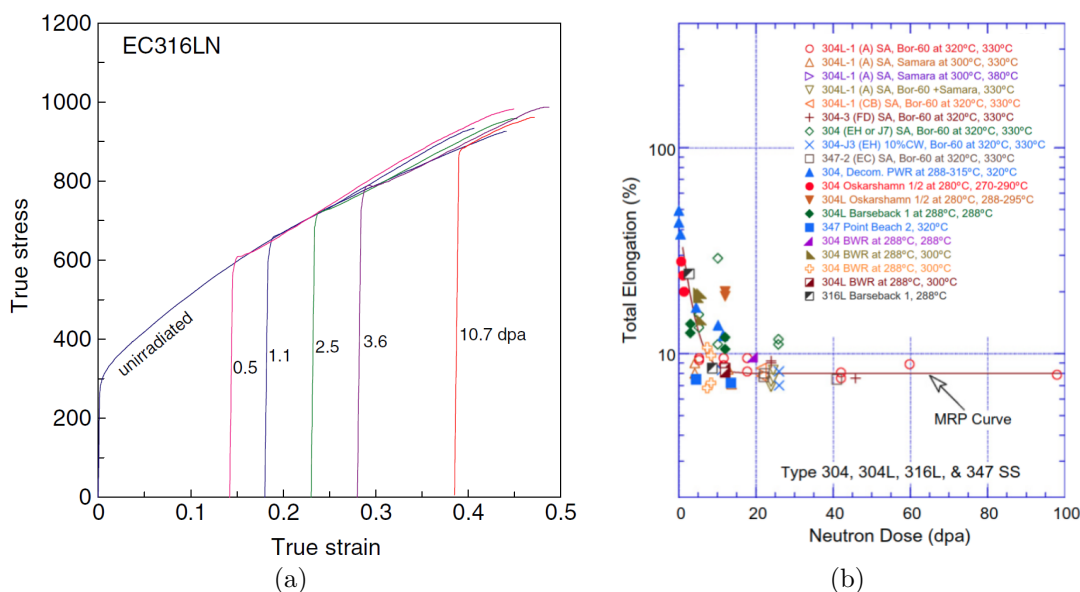 1200
1000
800
600
400
200
0
True stress
EC316LN
unirradiated
0.5
1.1
2.5
3.6
10.7 dpa
0
0.1
0.2
0.3
0.4
0.5
True strain
(a)
Total Elongation (%)
100
10
304L-1 (A) SA, Bor-60 at 320°C, 330°C
304L-1 (A) SA, Samara at 300°C, 330°C
304L-1 (A) SA, Samara at 300°C, 380°C
304L-1 (A) SA, Bor-60 +Samara, 330°C
304L-1 (CB) SA, Bor-60 at 320°C, 330°C
304-3 (FD) SA, Bor-60 at 320°C, 330°C
304 (EH or J7) SA, Bor-60 at 320°C, 330°C
304-J3 (EH) 10%CW, Bor-60 at 320°C, 330°C
347-2 (EC) SA, Bor-60 at 320°C, 330°C
304, Decom. PWR at 288-315°C, 320°C
304 Oskarshamn 1/2 at 280°C, 270-290°C
304L Oskarshamn 1/2 at 280°C, 288-295°C
304L Barseback 1 at 288°C, 288°C
347 Point Beach 2, 320°C
304 BWR at 288°C, 288°C
304 BWR at 288°C, 300°C
304 BWR at 288°C, 300°C
304L BWR at 288°C, 300°C
316L Barseback 1, 288°C
MRP Curve
Type 304, 304L, 316L, & 347 SS
0
20
40
60
80
100
Neutron Dose (dpa)
(b)